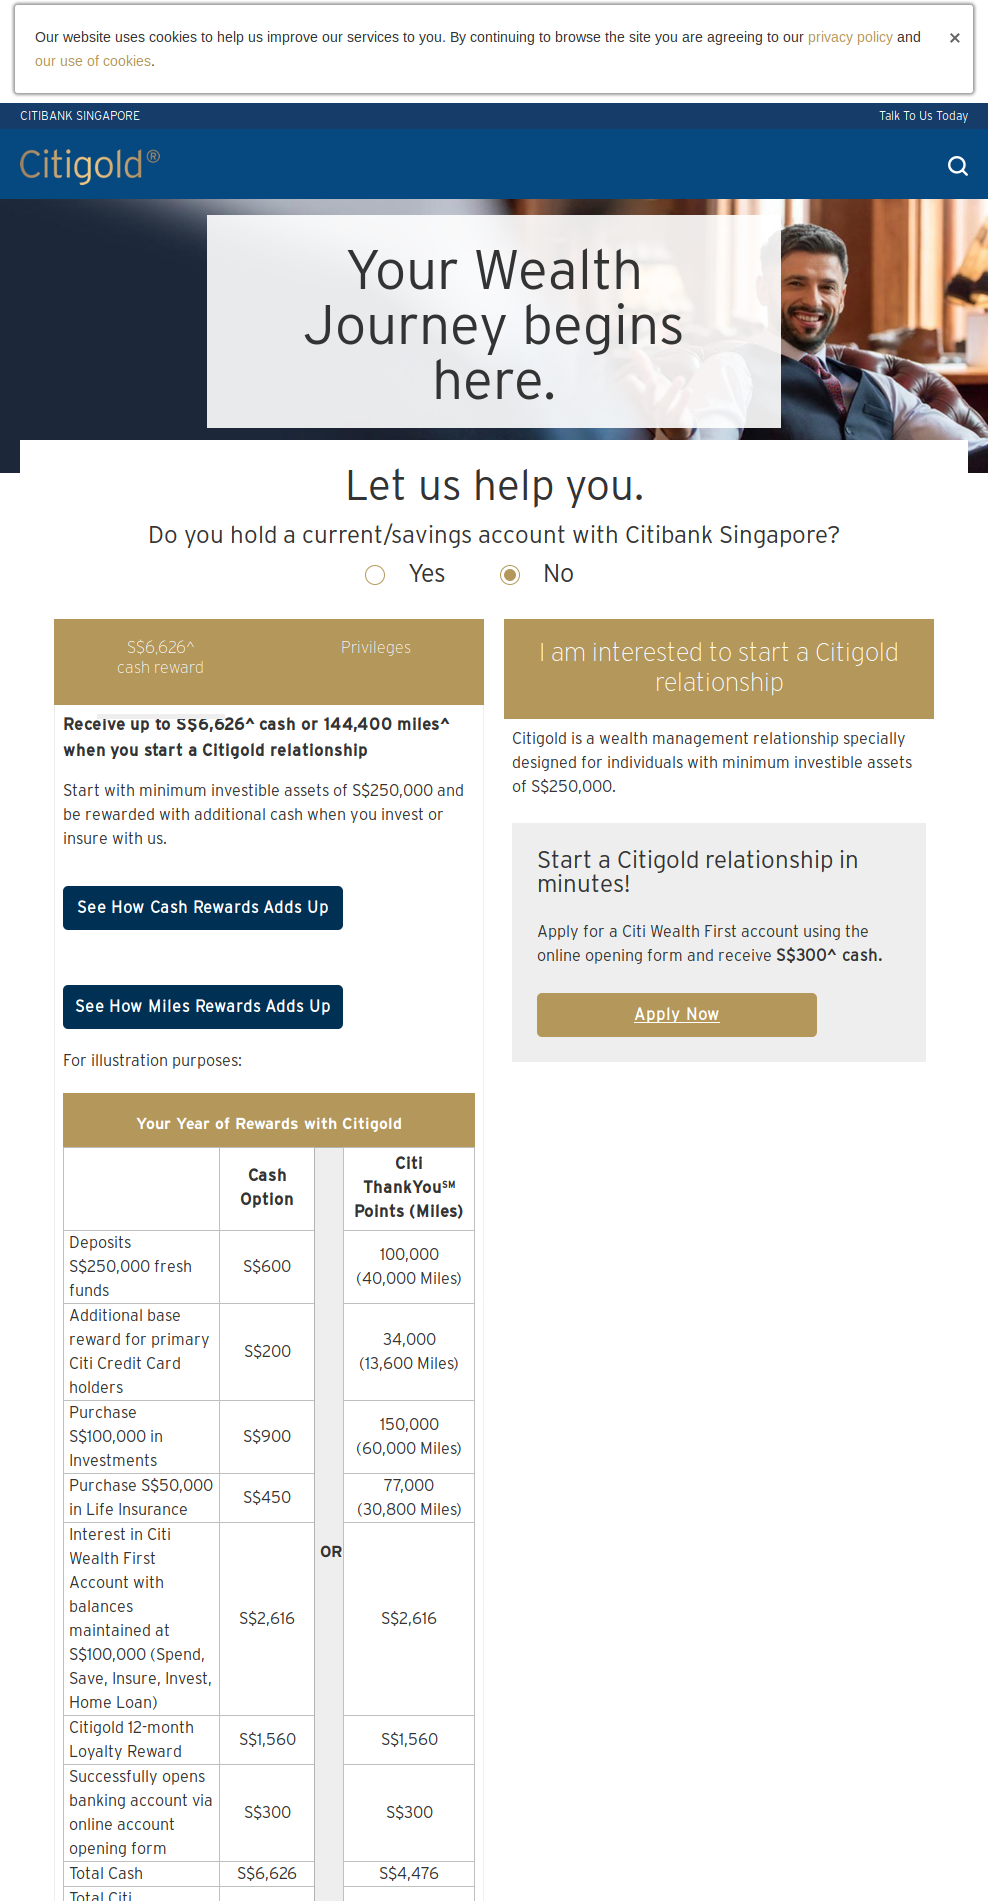 Our website uses cookies to help us improve our services to you. By continuing to browse the site you are agreeing to our privacy policy and
our use of cookies.
×
CITIBANK SINGAPORE
Talk To Us Today
Citigold®
Your Wealth
Journey begins
here.
Let us help you.
Do you hold a current/savings account with Citibank Singapore?
Yes
No
S$6,626^
cash reward
Privileges
Receive up to S$6,626^ cash or 144,400 miles^
when you start a Citigold relationship
Start with minimum investible assets of S$250,000 and
be rewarded with additional cash when you invest or
insure with us.
See How Cash Rewards Adds Up
See How Miles Rewards Adds Up
For illustration purposes:
Your Year of Rewards with Citigold
Cash
Option
Citi
ThankYou℠
Points (Miles)
Deposits
S$250,000 fresh
funds
S$600
100,000
(40,000 Miles)
Additional base
reward for primary
Citi Credit Card
holders
S$200
34,000
(13,600 Miles)
Purchase
S$100,000 in
Investments
S$900
150,000
(60,000 Miles)
Purchase S$50,000
in Life Insurance
S$450
77,000
(30,800 Miles)
OR
Interest in Citi
Wealth First
Account with
balances
maintained at
S$100,000 (Spend,
Save, Insure, Invest,
Home Loan)
S$2,616
S$2,616
Citigold 12-month
Loyalty Reward
S$1,560
S$1,560
Successfully opens
banking account via
online account
opening form
S$300
S$300
Total Cash
S$6,626
S$4,476
Total Citi
I am interested to start a Citigold
relationship
Citigold is a wealth management relationship specially
designed for individuals with minimum investible assets
of S$250,000.
Start a Citigold relationship in
minutes!
Apply for a Citi Wealth First account using the
online opening form and receive S$300^ cash.
Apply Now